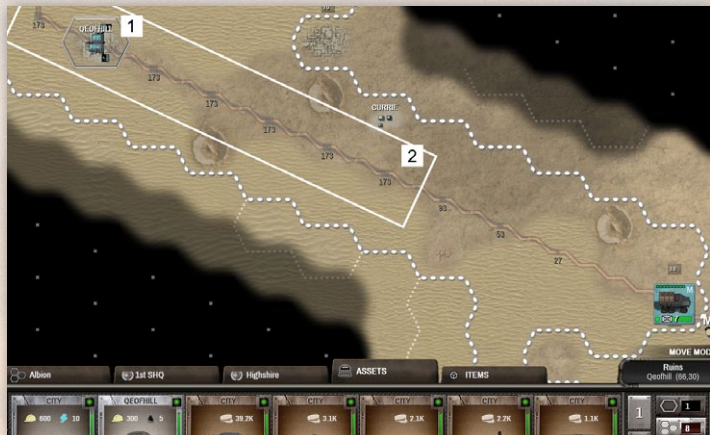 173
QEOFHILL 1
173
173
CURRIE
173
173 2
173
93
53
27
M
7
MOVE MOD
Albion 1st SHQ Highshire ASSETS ITEMS Ruins
Qeofhill (66,30)
CITY QEOFHILL CITY CITY CITY CITY CITY
600 10 300 5 39.2K 3.1K 2.1K 2.2K 1.1K 1 1
8